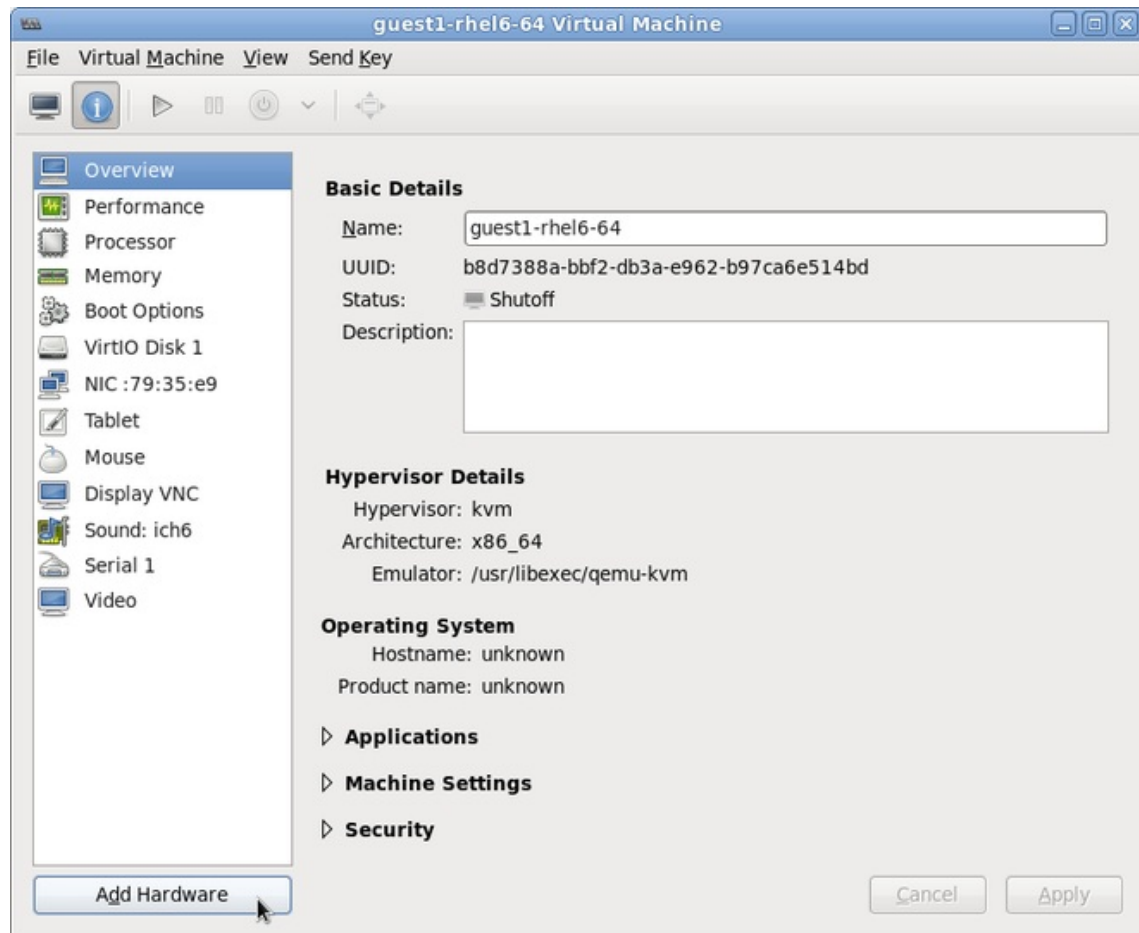 guest1-rhel6-64 Virtual Machine
File Virtual Machine View Send Key
Overview
Performance
Processor
Memory
Boot Options
VirtIO Disk 1
NIC :79:35:e9
Tablet
Mouse
Display VNC
Sound: ich6
Serial 1
Video
Add Hardware
Basic Details
Name: guest1-rhel6-64
UUID: b8d7388a-bbf2-db3a-e962-b97ca6e514bd
Status: Shutoff
Description:
Hypervisor Details
Hypervisor: kvm
Architecture: x86_64
Emulator: /usr/libexec/qemu-kvm
Operating System
Hostname: unknown
Product name: unknown
Applications
Machine Settings
Security
Cancel Apply